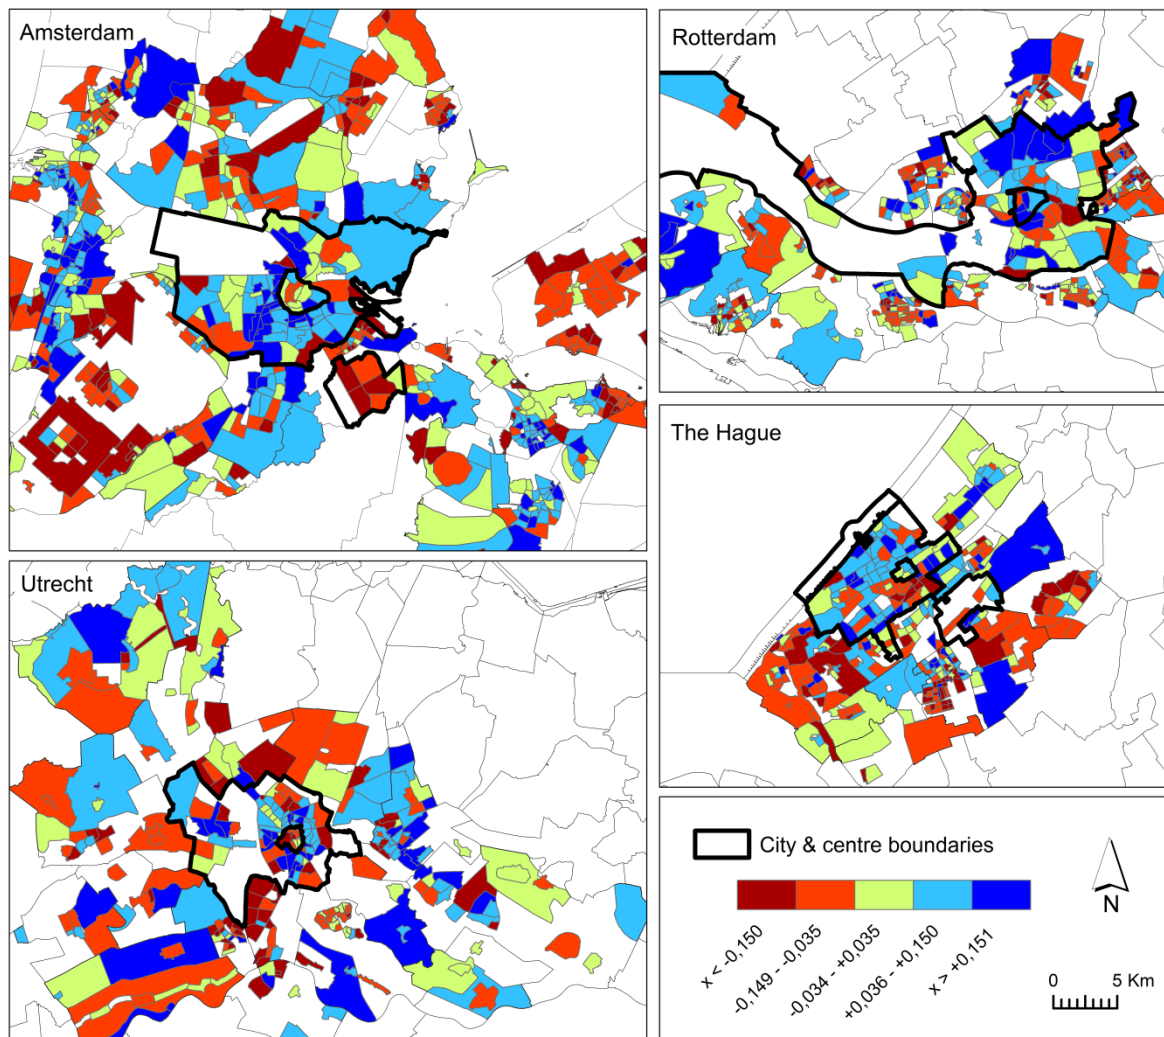 Amsterdam
Rotterdam
The Hague
Utrecht
City & centre boundaries
x < -0,150
-0,149 - -0,035
-0,034 - +0,035
+0,036 - +0,150
x > +0,151
N
0 5 Km